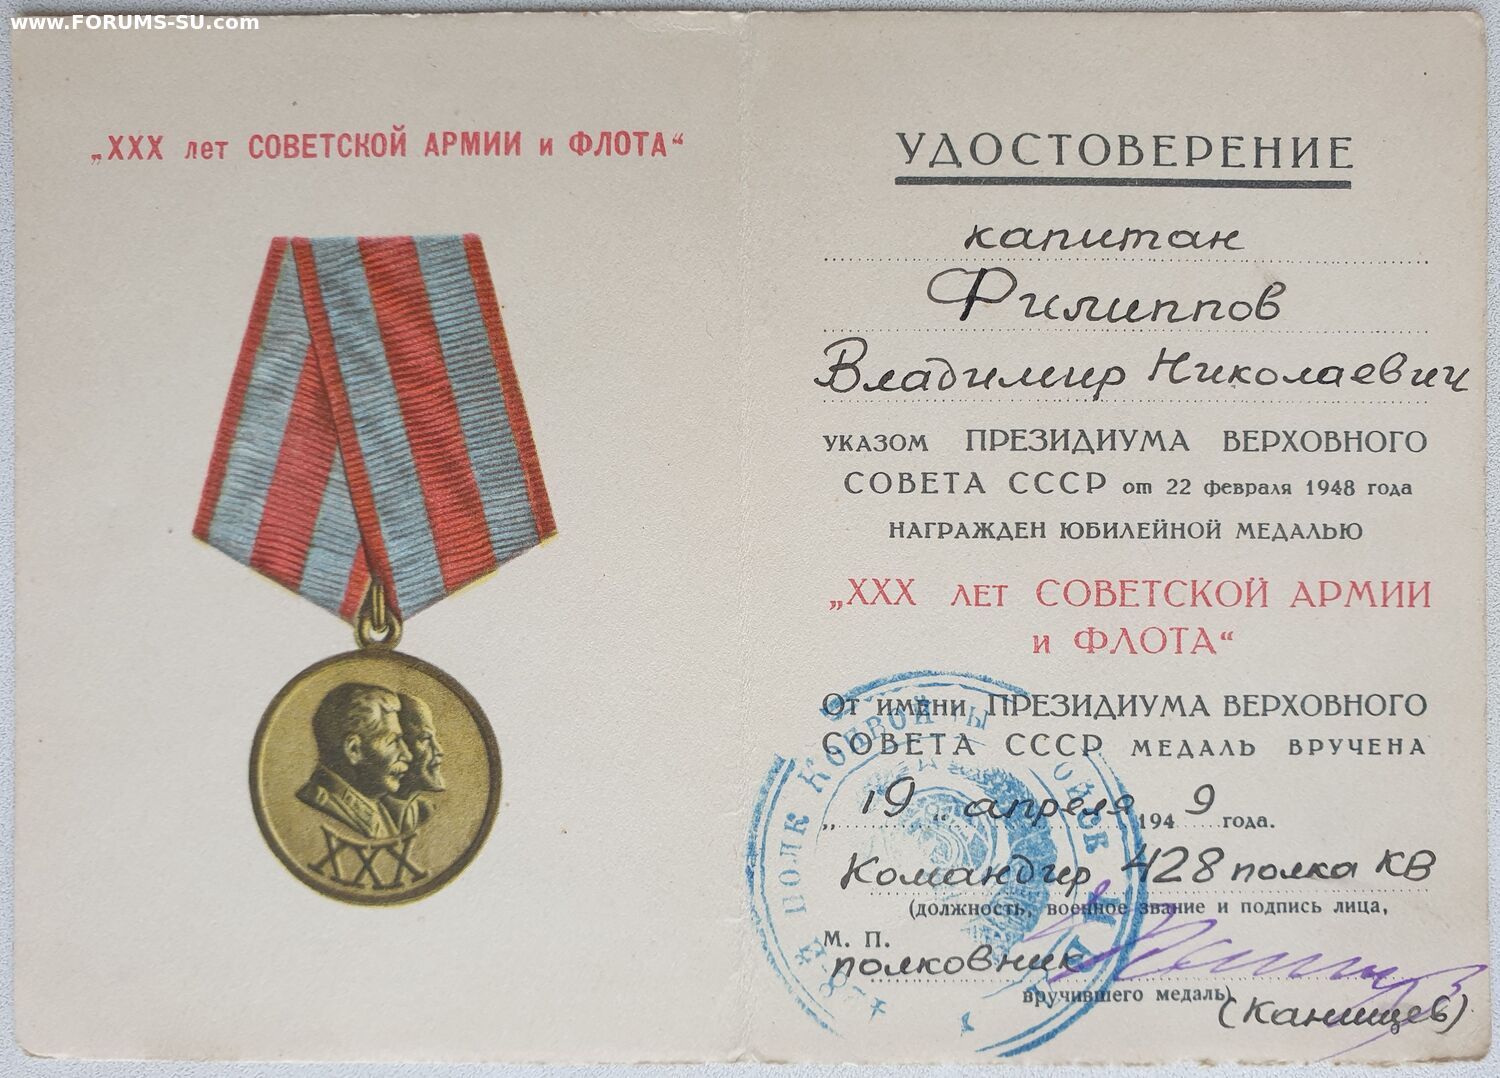 www.FORUMS-SU.com
„XXX лет СОВЕТСКОЙ АРМИИ и ФЛОТА“
XXX
УДОСТОВЕРЕНИЕ
капитан
Филиппов
Владимир Николаевич
УКАЗОМ ПРЕЗИДИУМА ВЕРХОВНОГО
СОВЕТА СССР от 22 февраля 1948 года
НАГРАЖДЕН ЮБИЛЕЙНОЙ МЕДАЛЬЮ
„XXX ЛЕТ СОВЕТСКОЙ АРМИИ
и ФЛОТА“
От имени ПРЕЗИДИУМА ВЕРХОВНОГО
СОВЕТА СССР МЕДАЛЬ ВРУЧЕНА
„19“ апреля 1949 года.
Командир 428 полка КВ
(должность, военное звание и подпись лица,
М. П.
полковник
вручившего медаль)
(Канищев)
ПОЛК КОНВОЙ